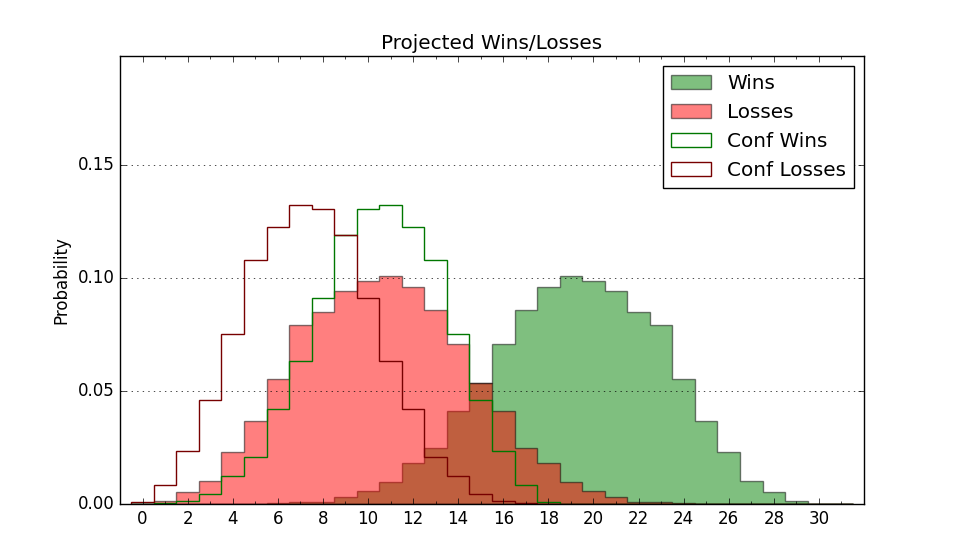 Projected Wins/Losses
Wins
Losses
Conf Wins
Conf Losses
Probability
0.15
0.10
0.05
0.00
0 2 4 6 8 10 12 14 16 18 20 22 24 26 28 30